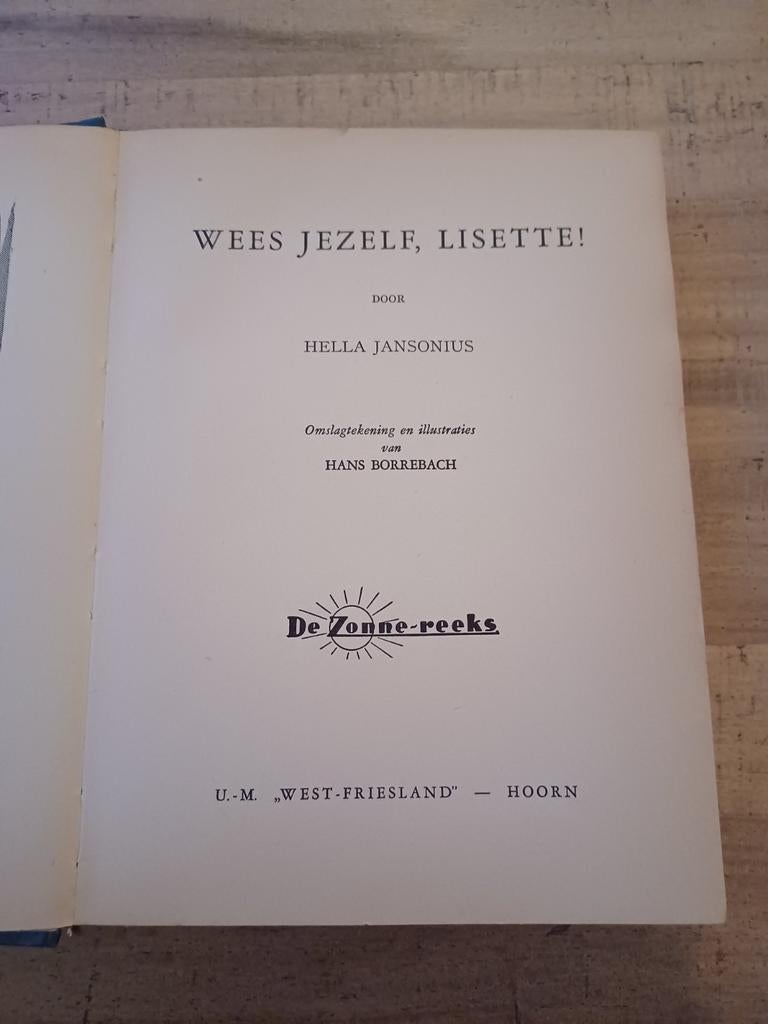 WEES JEZELF, LISETTE!
DOOR
HELLA JANSONIUS
Omslagtekening en illustraties
van
HANS BORREBACH
De Zonne-reeks
U.-M. „WEST-FRIESLAND” — HOORN